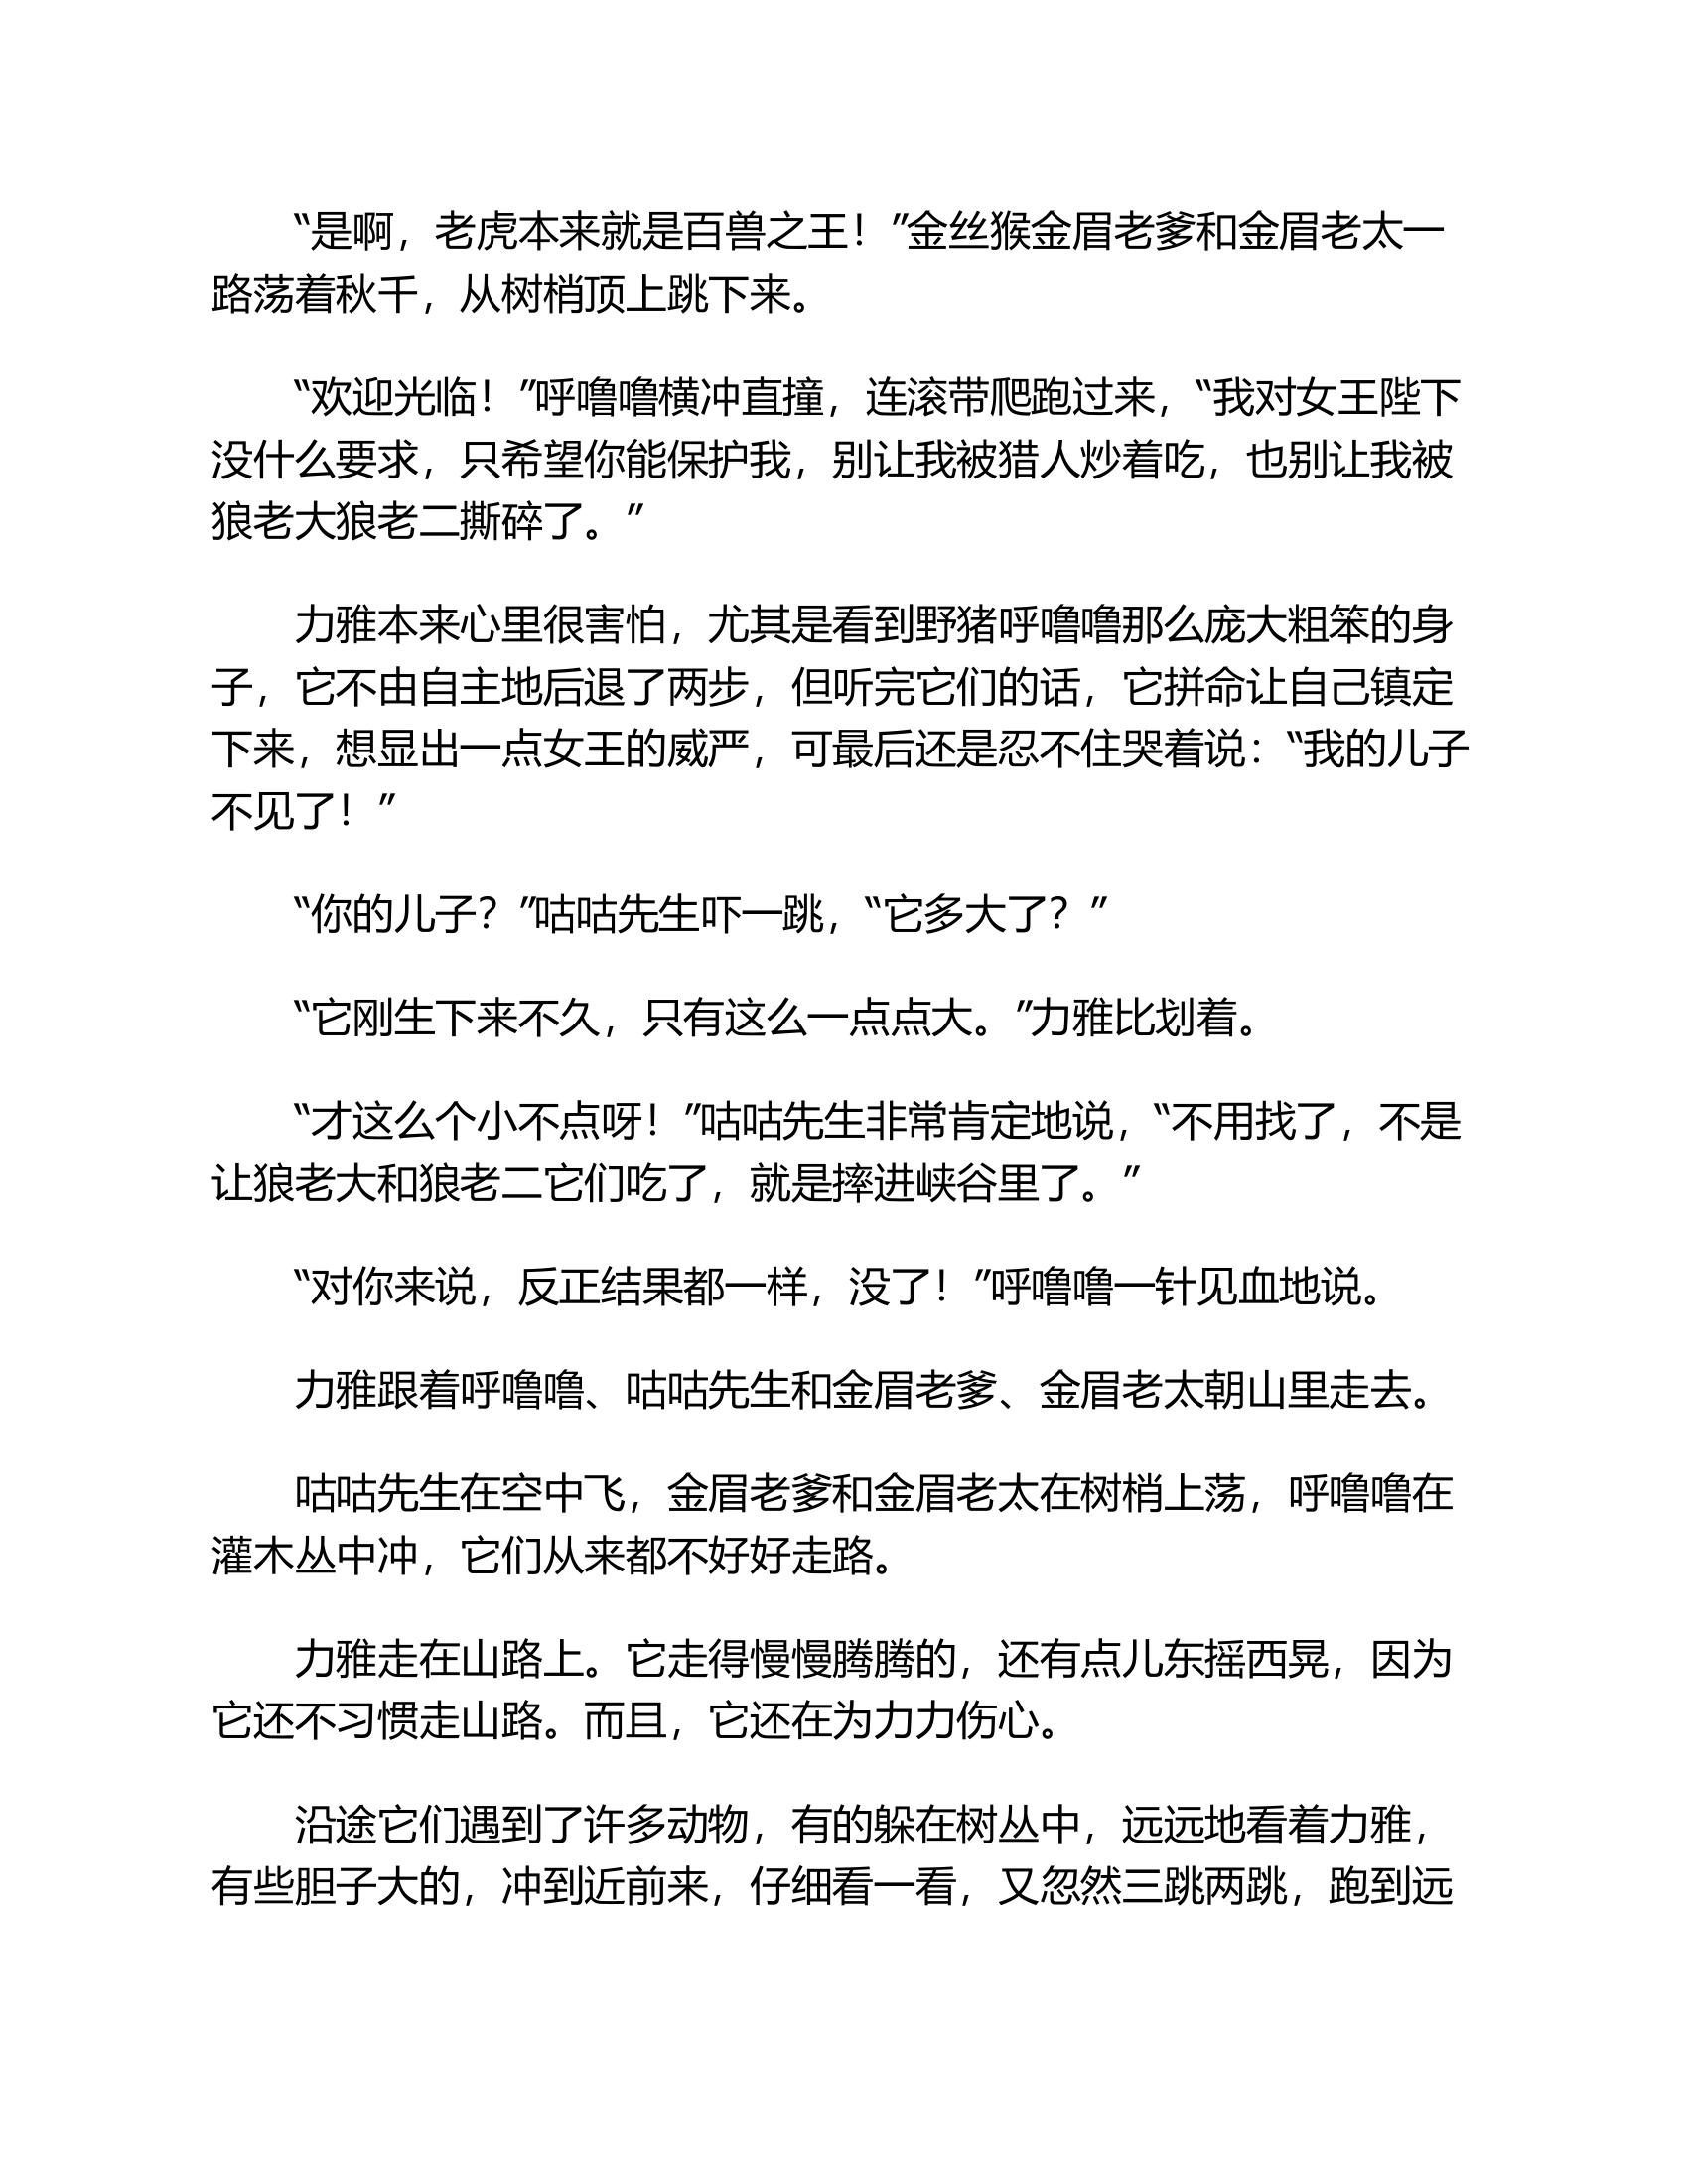 “是啊，老虎本来就是百兽之王！”金丝猴金眉老爹和金眉老太一
路荡着秋千，从树梢顶上跳下来。
“欢迎光临！”呼噜噜横冲直撞，连滚带爬跑过来，“我对女王陛下
没什么要求，只希望你能保护我，别让我被猎人炒着吃，也别让我被
狼老大狼老二撕碎了。”
力雅本来心里很害怕，尤其是看到野猪呼噜噜那么庞大粗笨的身
子，它不由自主地后退了两步，但听完它们的话，它拼命让自己镇定
下来，想显出一点女王的威严，可最后还是忍不住哭着说：“我的儿子
不见了！”
“你的儿子？”咕咕先生吓一跳，“它多大了？”
“它刚生下来不久，只有这么一点点大。”力雅比划着。
“才这么个小不点呀！”咕咕先生非常肯定地说，“不用找了，不是
让狼老大和狼老二它们吃了，就是摔进峡谷里了。”
“对你来说，反正结果都一样，没了！”呼噜噜一针见血地说。
力雅跟着呼噜噜、咕咕先生和金眉老爹、金眉老太朝山里走去。
咕咕先生在空中飞，金眉老爹和金眉老太在树梢上荡，呼噜噜在
灌木丛中冲，它们从来都不好好走路。
力雅走在山路上。它走得慢慢腾腾的，还有点儿东摇西晃，因为
它还不习惯走山路。而且，它还在为力力伤心。
沿途它们遇到了许多动物，有的躲在树丛中，远远地看着力雅，
有些胆子大的，冲到近前来，仔细看一看，又忽然三跳两跳，跑到远